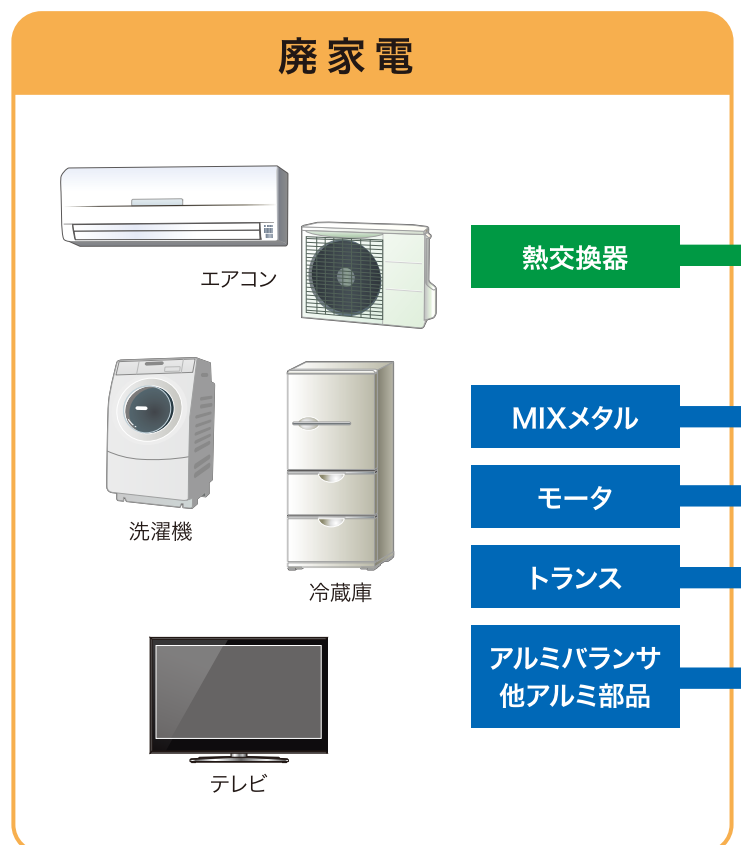 廃家電
エアコン
熱交換器
洗濯機
冷蔵庫
MIXメタル
モータ
トランス
アルミバランサ
他アルミ部品
テレビ